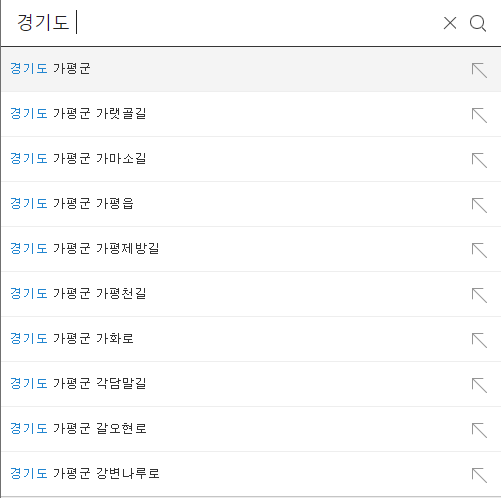 경기도
경기도 가평군
경기도 가평군 가랫골길
경기도 가평군 가마소길
경기도 가평군 가평읍
경기도 가평군 가평제방길
경기도 가평군 가평천길
경기도 가평군 가화로
경기도 가평군 각담말길
경기도 가평군 갈오현로
경기도 가평군 강변나루로